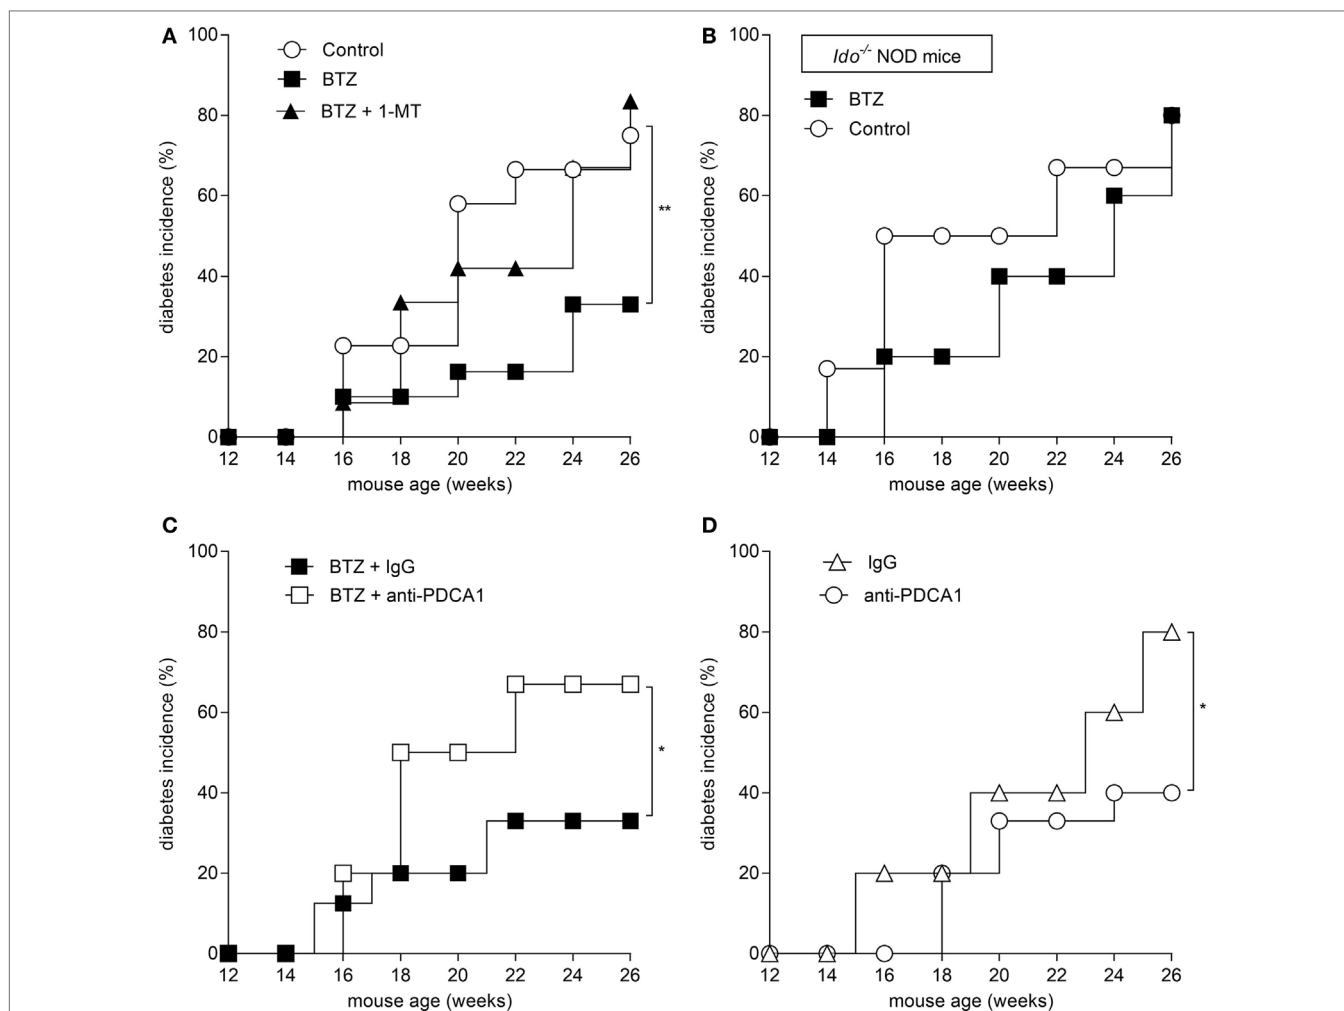 A
100
80
60
40
20
0
diabetes incidence (%)
Control
BTZ
BTZ + 1-MT
**
12 14 16 18 20 22 24 26
mouse age (weeks)
B
100
80
60
40
20
0
diabetes incidence (%)
Ido-/- NOD mice
BTZ
Control
12 14 16 18 20 22 24 26
mouse age (weeks)
C
100
80
60
40
20
0
diabetes incidence (%)
BTZ + IgG
BTZ + anti-PDCA1
*
12 14 16 18 20 22 24 26
mouse age (weeks)
D
100
80
60
40
20
0
diabetes incidence (%)
IgG
anti-PDCA1
*
12 14 16 18 20 22 24 26
mouse age (weeks)